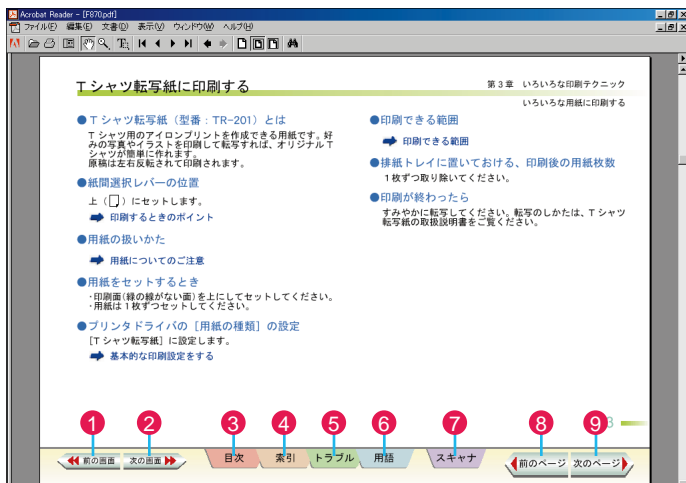 Acrobat Reader - [F870.pdf]
ファイル(F) 編集(E) 文書(D) 表示(V) ウィンドウ(W) ヘルプ(H)
Tシャツ転写紙に印刷する
第3章 いろいろな印刷テクニック
いろいろな用紙に印刷する
●Tシャツ転写紙(型番:TR-201)とは
Tシャツ用のアイロンプリントを作成できる用紙です。好
みの写真やイラストを印刷して転写すれば、オリジナルT
シャツが簡単に作れます。
原稿は左右反転されて印刷されます。
●紙間選択レバーの位置
上()にセットします。
印刷するときのポイント
●用紙の扱いかた
用紙についてのご注意
●用紙をセットするとき
・印刷面(緑の線がない面)を上にしてセットしてください。
・用紙は1枚ずつセットしてください。
●プリンタドライバの[用紙の種類]の設定
[Tシャツ転写紙]に設定します。
基本的な印刷設定をする
●印刷できる範囲
印刷できる範囲
●排紙トレイに置いておける、印刷後の用紙枚数
1枚ずつ取り除いてください。
●印刷が終わったら
すみやかに転写してください。転写のしかたは、Tシャツ
転写紙の取扱説明書をご覧ください。
1 2 3 4 5 6 7 8 9 3
前の画面 次の画面 目次 索引 トラブル 用語 スキャナ 前のページ 次のページ